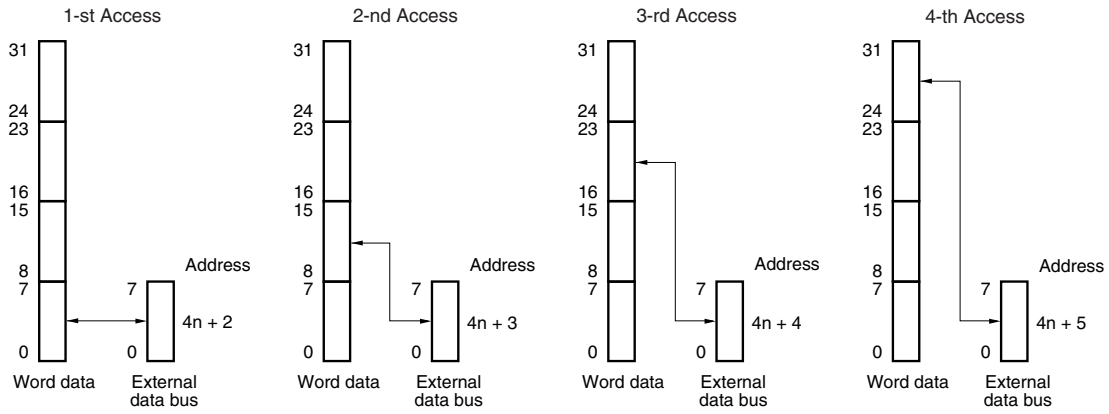 1-st Access
31
24
23
16
15
8
7
0
Address
7
4n + 2
0
Word data
External
data bus
2-nd Access
31
24
23
16
15
8
7
0
Address
7
4n + 3
0
Word data
External
data bus
3-rd Access
31
24
23
16
15
8
7
0
Address
7
4n + 4
0
Word data
External
data bus
4-th Access
31
24
23
16
15
8
7
0
Address
7
4n + 5
0
Word data
External
data bus